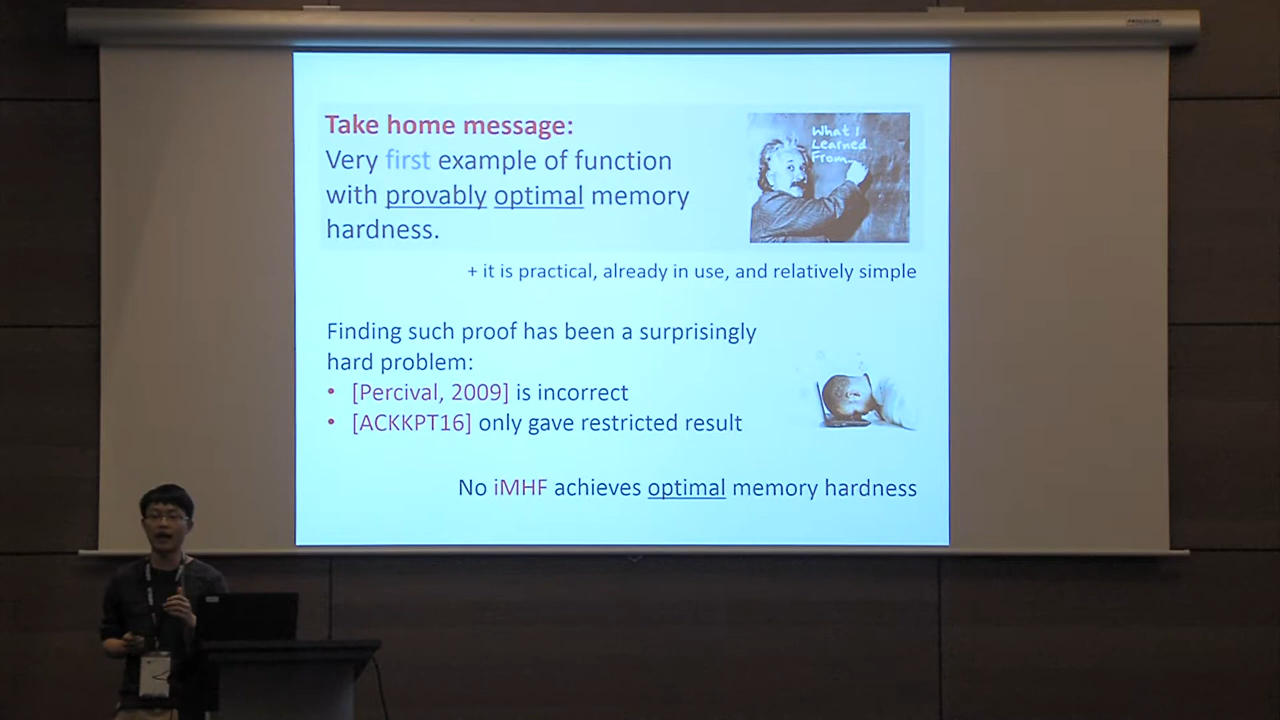 Take home message:
Very first example of function
with provably optimal memory
hardness.
What I
Learned
From...
+ it is practical, already in use, and relatively simple
Finding such proof has been a surprisingly
hard problem:
• [Percival, 2009] is incorrect
• [ACKKPT16] only gave restricted result
No iMHF achieves optimal memory hardness